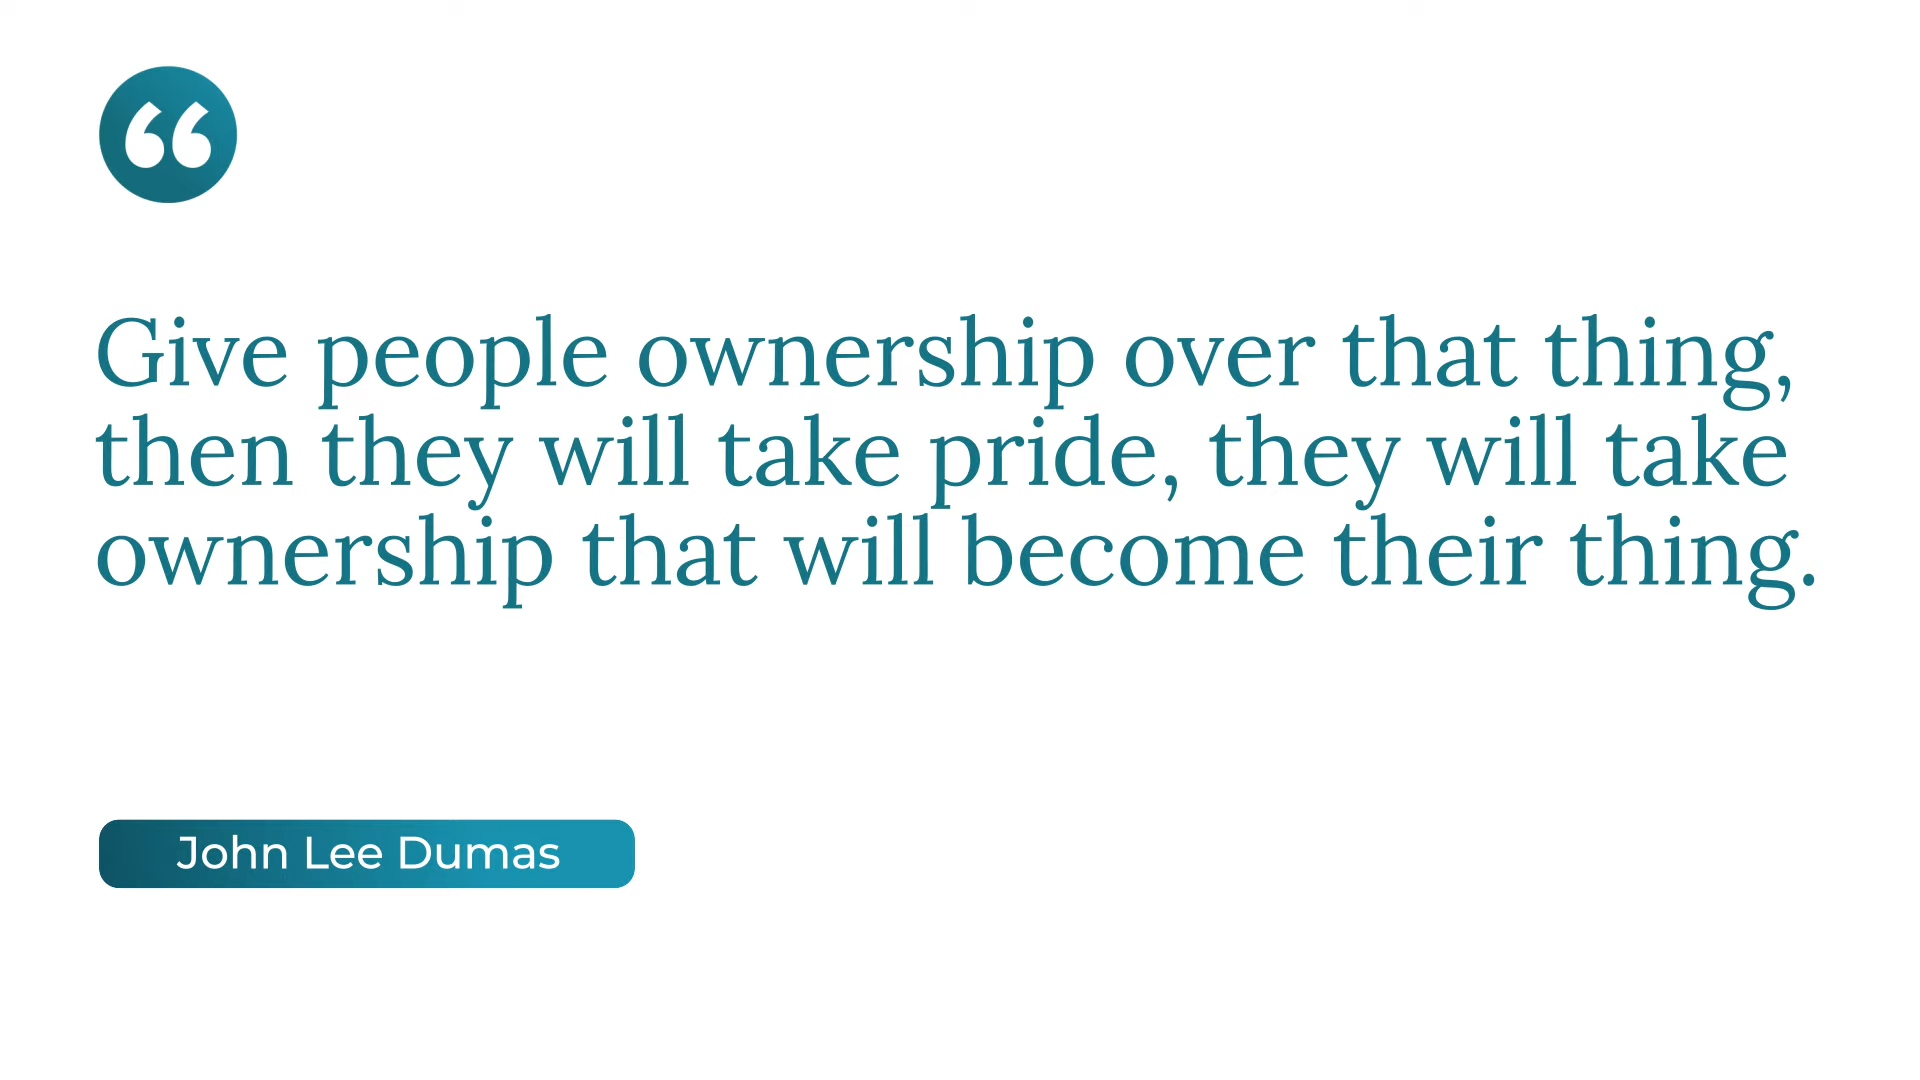 “
Give people ownership over that thing,
then they will take pride, they will take
ownership that will become their thing.
John Lee Dumas